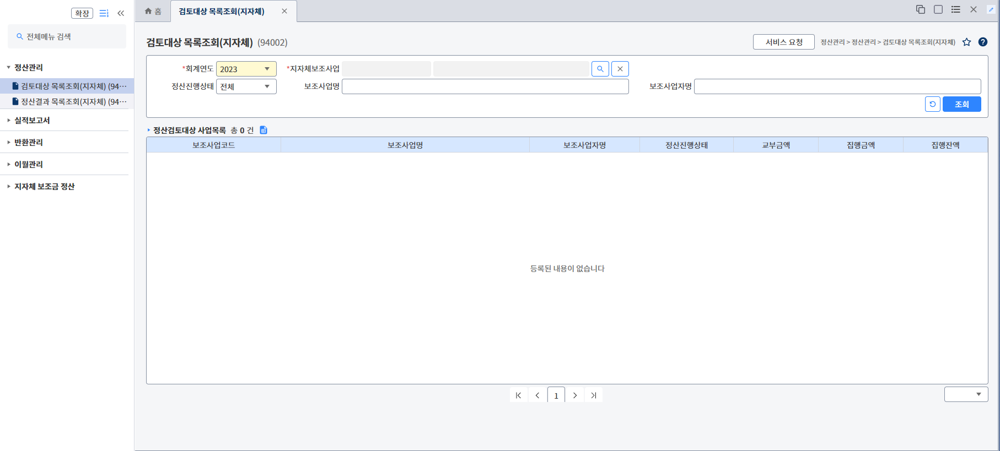 확장
전체메뉴 검색
정산관리
검토대상 목록조회(지자체) (94···
정산결과 목록조회(지자체) (94···
실적보고서
반환관리
이월관리
지자체 보조금 정산
홈
검토대상 목록조회(지자체)
검토대상 목록조회(지자체) (94002)
서비스 요청
정산관리 > 정산관리 > 검토대상 목록조회(지자체)
*회계연도 2023 *지자체보조사업
정산진행상태 전체 보조사업명 보조사업자명
조회
정산검토대상 사업목록 총 0 건
보조사업코드 보조사업명 보조사업자명 정산진행상태 교부금액 집행금액 집행잔액
등록된 내용이 없습니다
1